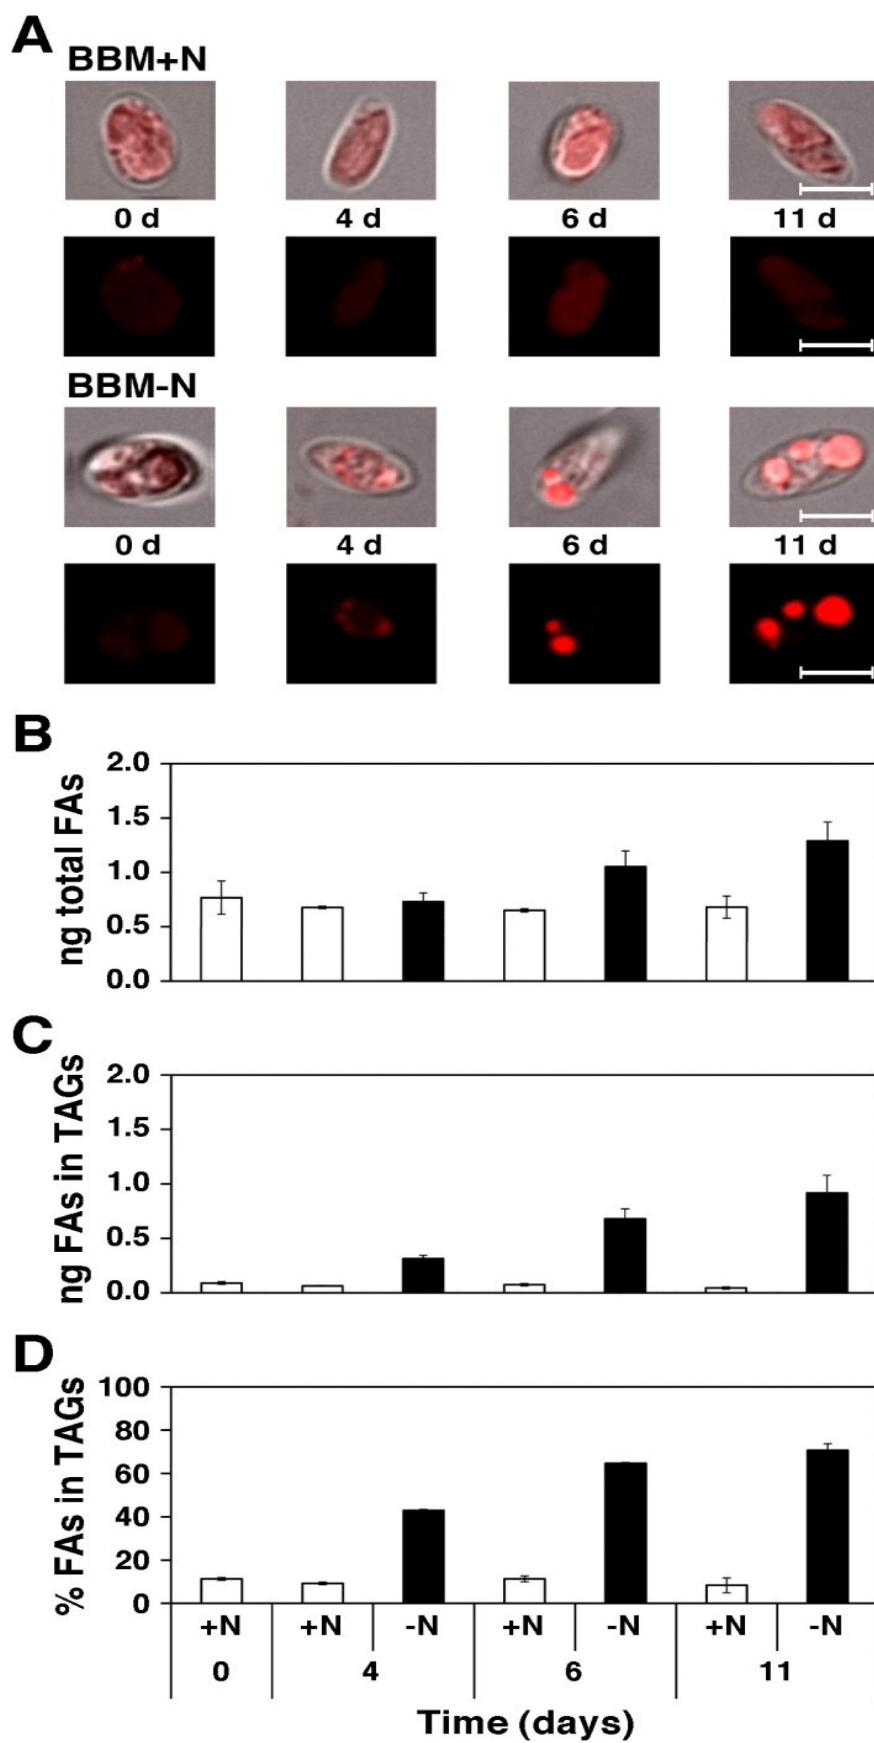 A
BBM+N
0 d 4 d 6 d 11 d
BBM-N
0 d 4 d 6 d 11 d
B
ng total FAs
2.0
1.5
1.0
0.5
0.0
C
ng FAs in TAGs
2.0
1.5
1.0
0.5
0.0
D
% FAs in TAGs
100
80
60
40
20
0
+N +N -N +N -N +N -N
0 4 6 11
Time (days)